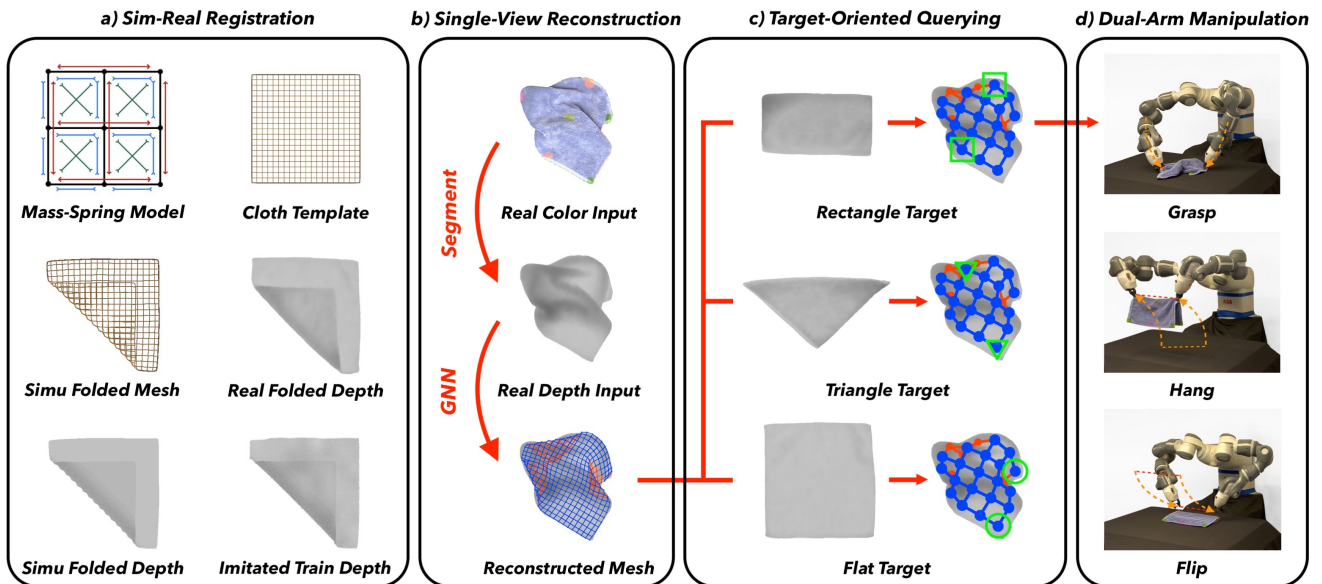 a) Sim-Real Registration
b) Single-View Reconstruction
c) Target-Oriented Querying
d) Dual-Arm Manipulation
Mass-Spring Model
Cloth Template
Simu Folded Mesh
Real Folded Depth
Simu Folded Depth
Imitated Train Depth
Segment
GNN
Real Color Input
Real Depth Input
Reconstructed Mesh
Rectangle Target
Triangle Target
Flat Target
Grasp
ABB
Hang
Flip